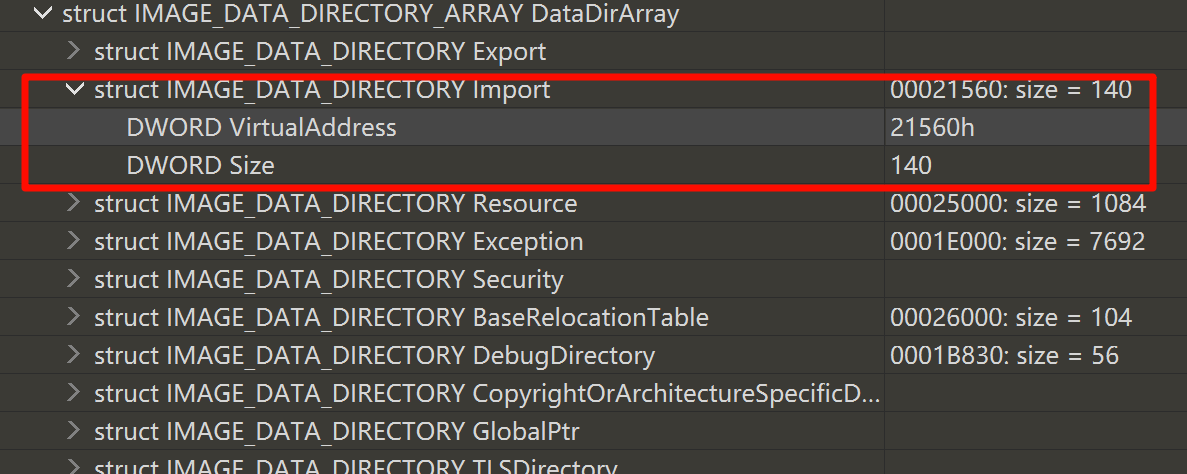 struct IMAGE_DATA_DIRECTORY_ARRAY DataDirArray
struct IMAGE_DATA_DIRECTORY Export
struct IMAGE_DATA_DIRECTORY Import 00021560: size = 140
DWORD VirtualAddress 21560h
DWORD Size 140
struct IMAGE_DATA_DIRECTORY Resource 00025000: size = 1084
struct IMAGE_DATA_DIRECTORY Exception 0001E000: size = 7692
struct IMAGE_DATA_DIRECTORY Security
struct IMAGE_DATA_DIRECTORY BaseRelocationTable 00026000: size = 104
struct IMAGE_DATA_DIRECTORY DebugDirectory 0001B830: size = 56
struct IMAGE_DATA_DIRECTORY CopyrightOrArchitectureSpecificD...
struct IMAGE_DATA_DIRECTORY GlobalPtr
struct IMAGE_DATA_DIRECTORY TLSDirectory